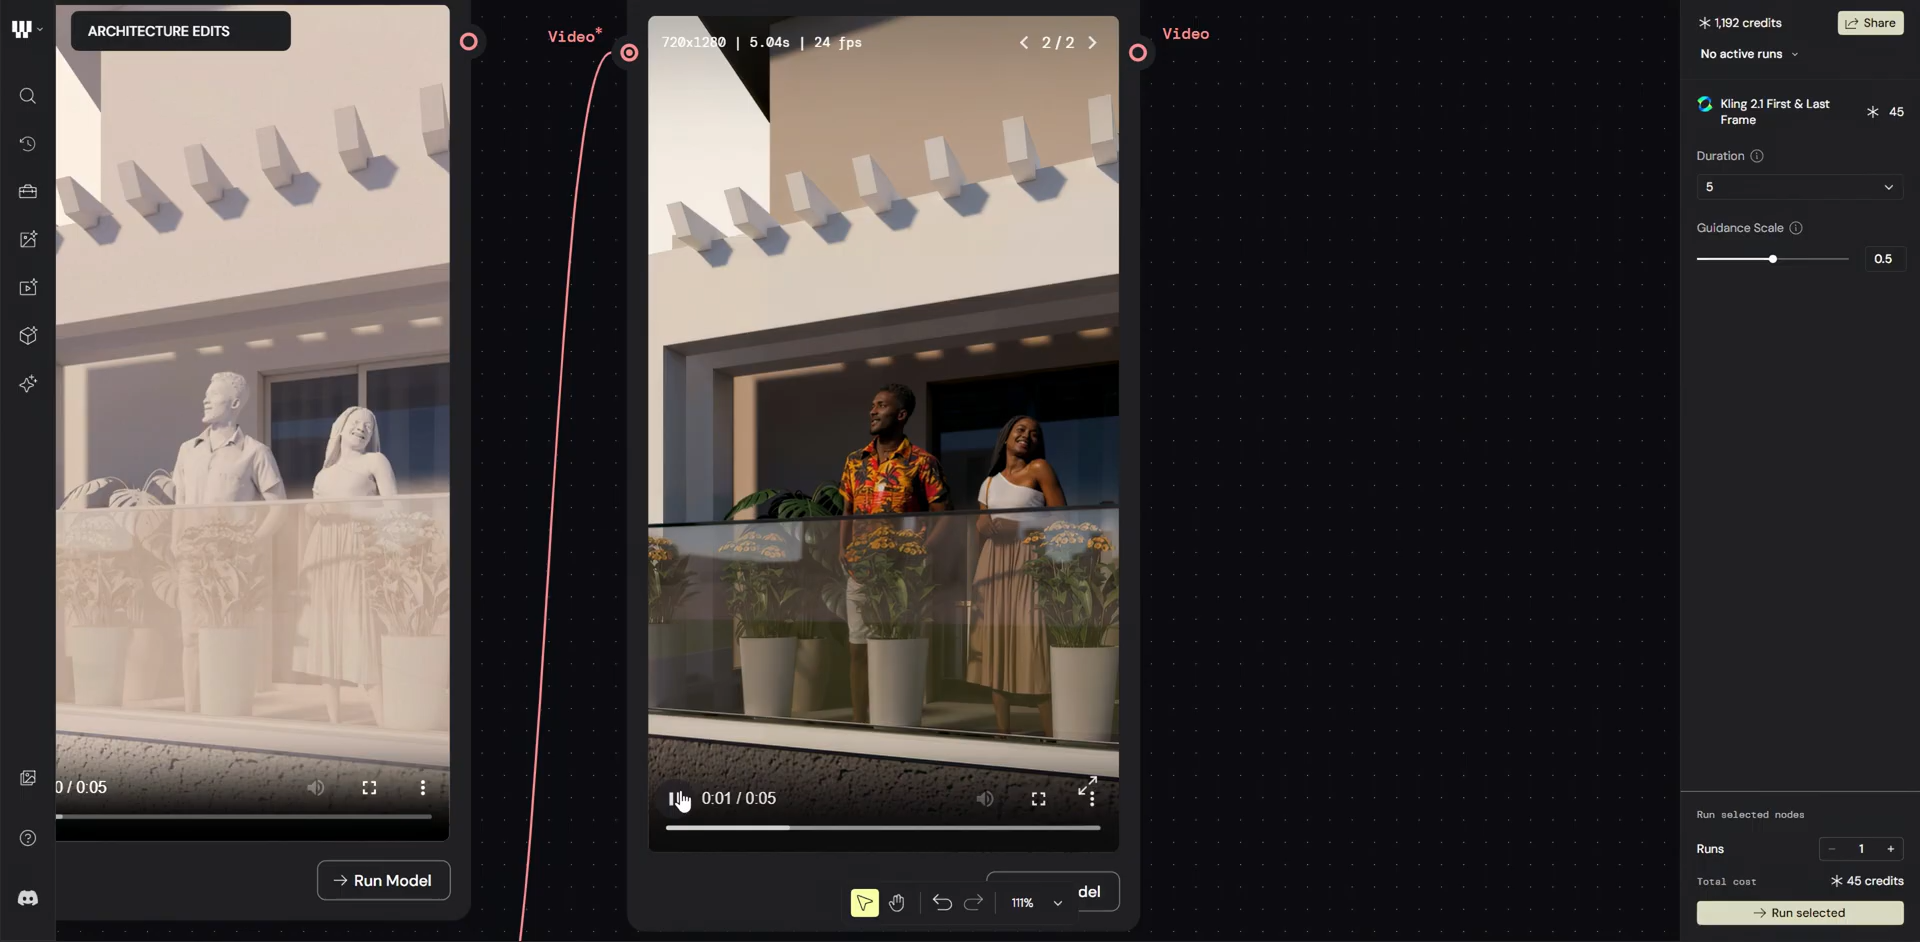 ARCHITECTURE EDITS
Video*
720x1280 | 5.04s | 24 fps
2 / 2
Video
1,192 credits
Share
No active runs
Kling 2.1 First & Last
Frame
45
Duration
5
Guidance Scale
0.5
0 / 0:05
0:01 / 0:05
Run Model
del
111%
Run selected nodes
Runs
1
Total cost
45 credits
Run selected